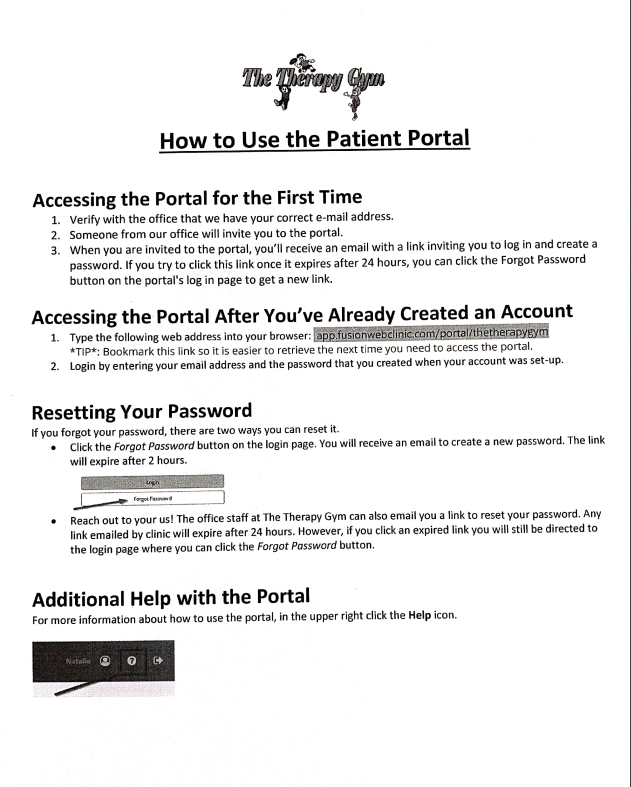 The Therapy Gym
How to Use the Patient Portal
Accessing the Portal for the First Time
1. Verify with the office that we have your correct e-mail address.
2. Someone from our office will invite you to the portal.
3. When you are invited to the portal, you'll receive an email with a link inviting you to log in and create a
password. If you try to click this link once it expires after 24 hours, you can click the Forgot Password
button on the portal's log in page to get a new link.
Accessing the Portal After You've Already Created an Account
1. Type the following web address into your browser: app.fusionwebclinic.com/portal/thetherapygym
*TIP*: Bookmark this link so it is easier to retrieve the next time you need to access the portal.
2. Login by entering your email address and the password that you created when your account was set-up.
Resetting Your Password
If you forgot your password, there are two ways you can reset it.
• Click the Forgot Password button on the login page. You will receive an email to create a new password. The link
will expire after 2 hours.
Login
Forgot Password
• Reach out to your us! The office staff at The Therapy Gym can also email you a link to reset your password. Any
link emailed by clinic will expire after 24 hours. However, if you click an expired link you will still be directed to
the login page where you can click the Forgot Password button.
Additional Help with the Portal
For more information about how to use the portal, in the upper right click the Help icon.
Natalie ?